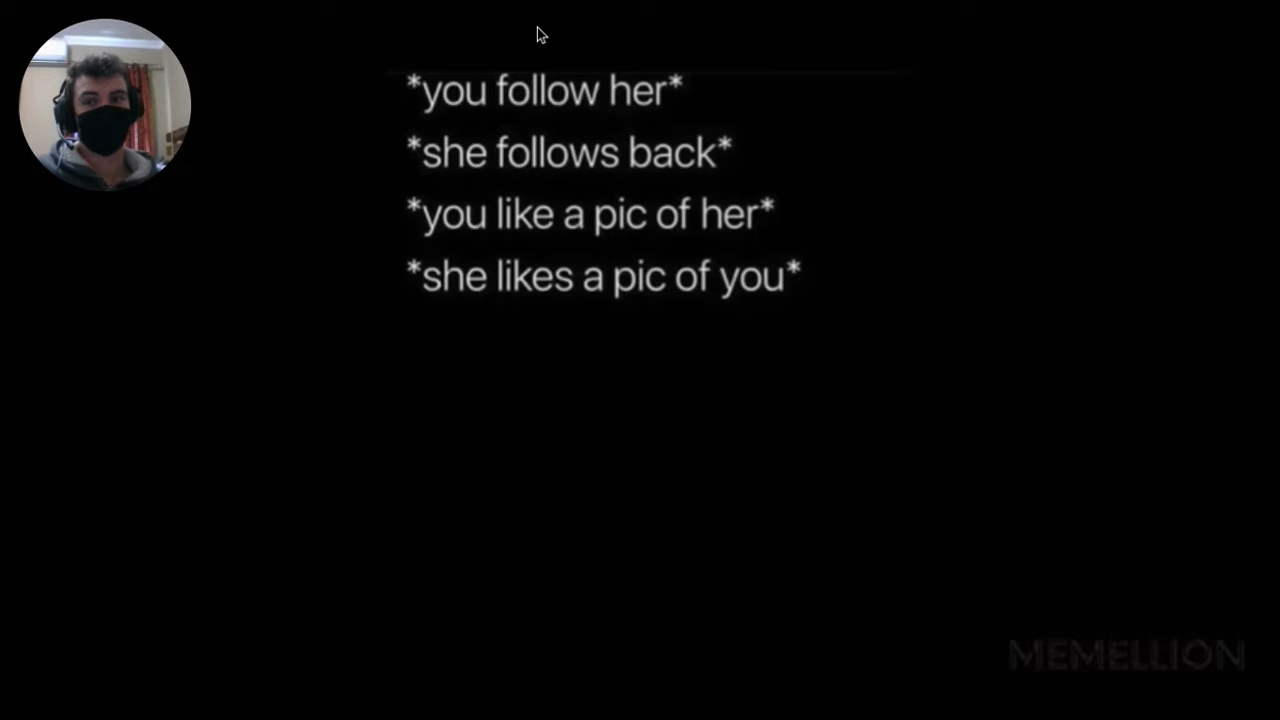 *you follow her*
*she follows back*
*you like a pic of her*
*she likes a pic of you*
MEMELLION